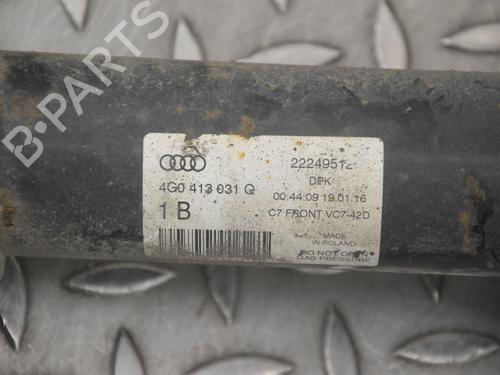 4G0 413 031 Q
1 B
22249512
DPK
00:44:09 19.01.16
C7 FRONT VC7-42D
MADE
IN POLAND
DO NOT OPEN
GAS PRESSURE
B-PARTS